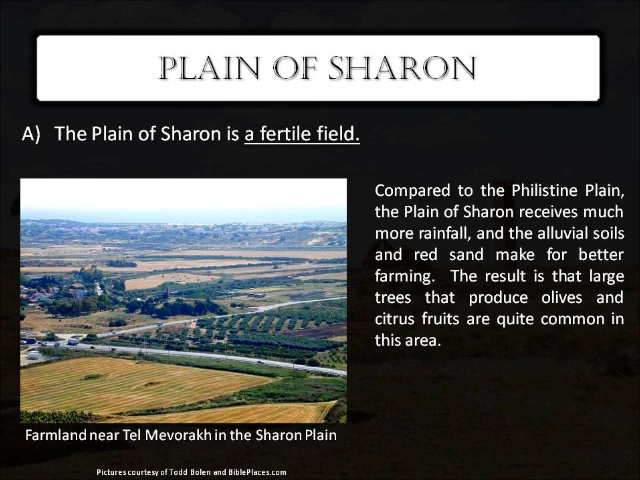 PLAIN OF SHARON
A) The Plain of Sharon is a fertile field.
Compared to the Philistine Plain,
the Plain of Sharon receives much
more rainfall, and the alluvial soils
and red sand make for better
farming. The result is that large
trees that produce olives and
citrus fruits are quite common in
this area.
Farmland near Tel Mevorakh in the Sharon Plain
Pictures courtesy of Todd Bolen and BiblePlaces.com